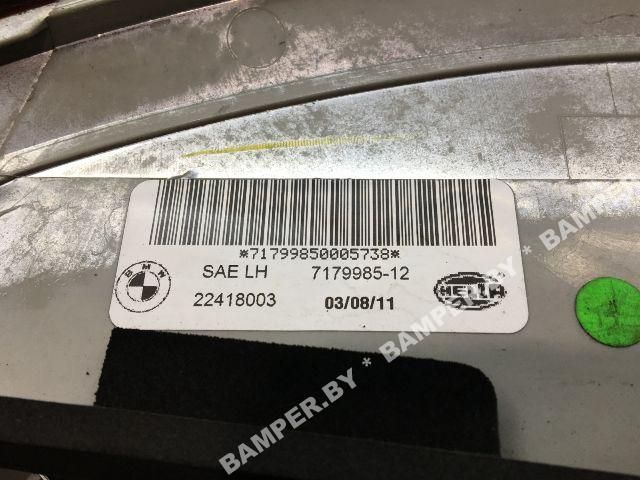 *71799850005738*
BMW
SAE LH 7179985-12
HELLA
22418003 03/08/11
BAMPER.BY * BAMPER.BY * BAMPER.BY